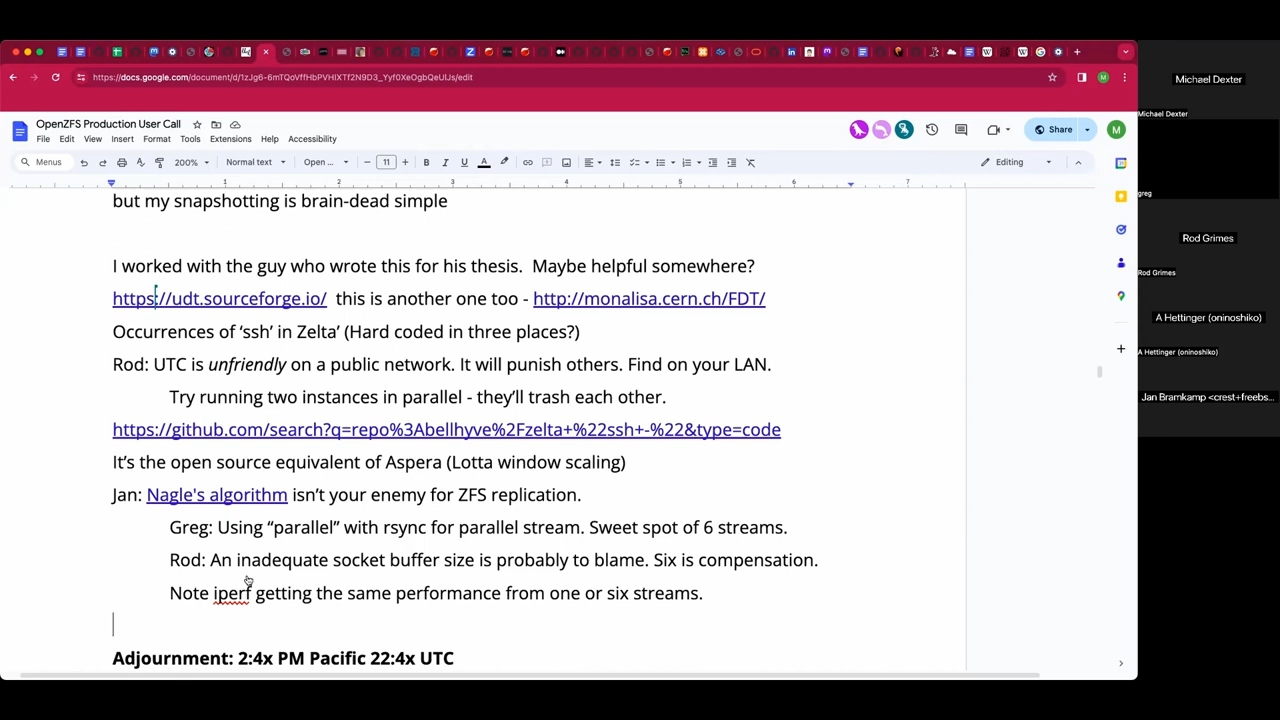 Michael Dexter
Michael Dexter
greg
Rod Grimes
Rod Grimes
A Hettinger (oninoshiko)
A Hettinger (oninoshiko)
Jan Bramkamp <crest+freebs...
https://docs.google.com/document/d/1zJg6-6mTQoVffHbPVHIXTf2N9D3_Yyf0XeOgbQeUIJs/edit
OpenZFS Production User Call
File Edit View Insert Format Tools Extensions Help Accessibility
Share
M
Menus 200% Normal text Open ... 11 Editing
1 2 3 4 5 6 7
but my snapshotting is brain-dead simple
I worked with the guy who wrote this for his thesis. Maybe helpful somewhere?
https://udt.sourceforge.io/ this is another one too - http://monalisa.cern.ch/FDT/
Occurrences of ‘ssh’ in Zelta’ (Hard coded in three places?)
Rod: UTC is unfriendly on a public network. It will punish others. Find on your LAN.
Try running two instances in parallel - they’ll trash each other.
https://github.com/search?q=repo%3Abellhyve%2Fzelta+%22ssh+-%22&type=code
It’s the open source equivalent of Aspera (Lotta window scaling)
Jan: Nagle's algorithm isn’t your enemy for ZFS replication.
Greg: Using “parallel” with rsync for parallel stream. Sweet spot of 6 streams.
Rod: An inadequate socket buffer size is probably to blame. Six is compensation.
Note iperf getting the same performance from one or six streams.
Adjournment: 2:4x PM Pacific 22:4x UTC